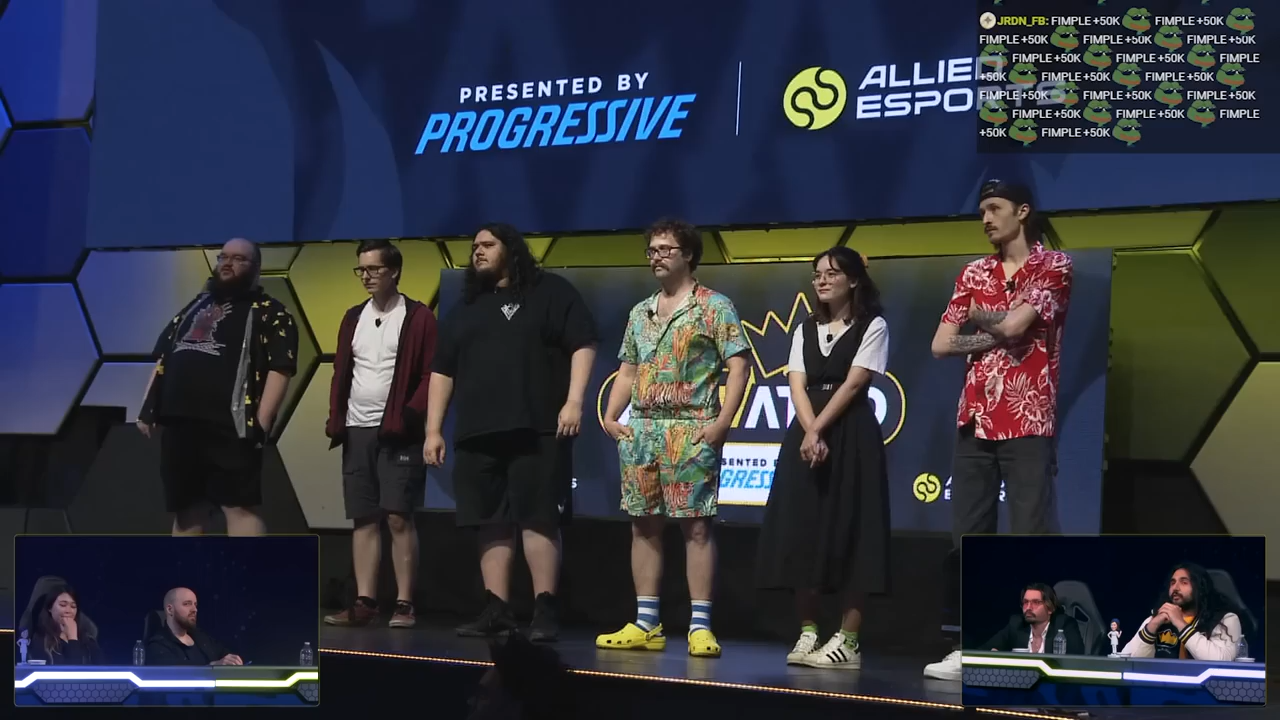 JRDN_FB: FIMPLE +50K FIMPLE +50K
FIMPLE +50K FIMPLE +50K FIMPLE +50K
FIMPLE +50K FIMPLE +50K FIMPLE
+50K FIMPLE +50K FIMPLE +50K
FIMPLE +50K FIMPLE +50K FIMPLE +50K
FIMPLE +50K FIMPLE +50K FIMPLE
+50K FIMPLE +50K
PRESENTED BY
PROGRESSIVE
ALLIED
ESPORTS